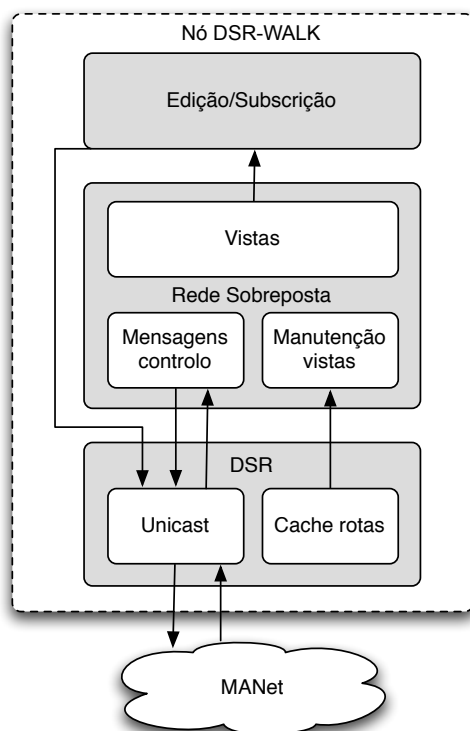 Nó DSR-WALK
Edição/Subscrição
Vistas
Rede Sobreposta
Mensagens
controlo
Manutenção
vistas
DSR
Unicast
Cache rotas
MANet